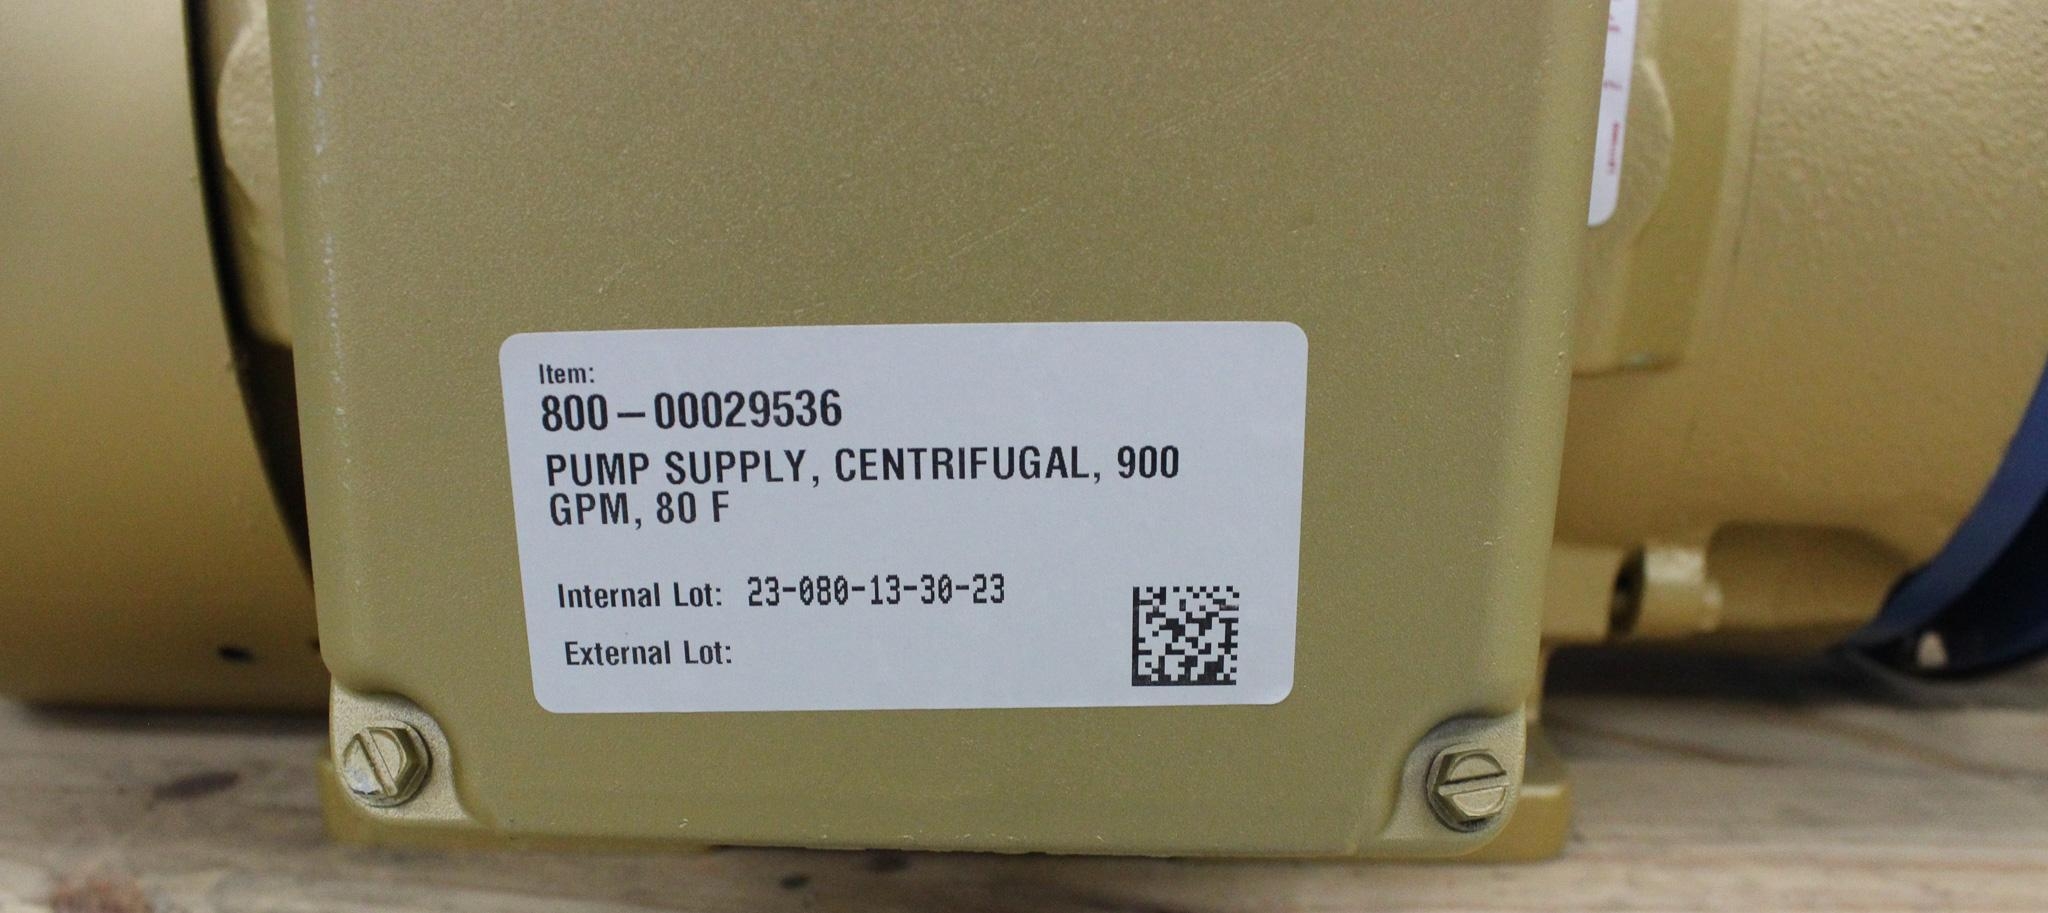 Item:
800-00029536
PUMP SUPPLY, CENTRIFUGAL, 900
GPM, 80 F
Internal Lot: 23-080-13-30-23
External Lot: